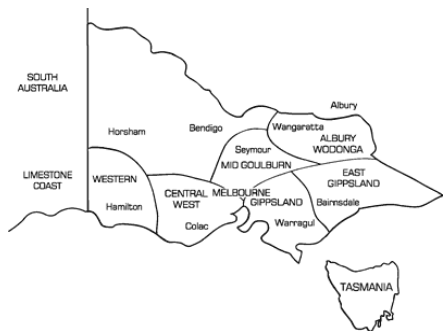 SOUTH
AUSTRALIA
Albury
Horsham
Bendigo
Wangaratta
ALBURY
WODONGA
Seymour
MID GOULBURN
LIMESTONE
COAST
WESTERN
Hamilton
CENTRAL
WEST
MELBOURNE
Colac
GIPPSLAND
Warragul
EAST
GIPPSLAND
Bairnsdale
TASMANIA